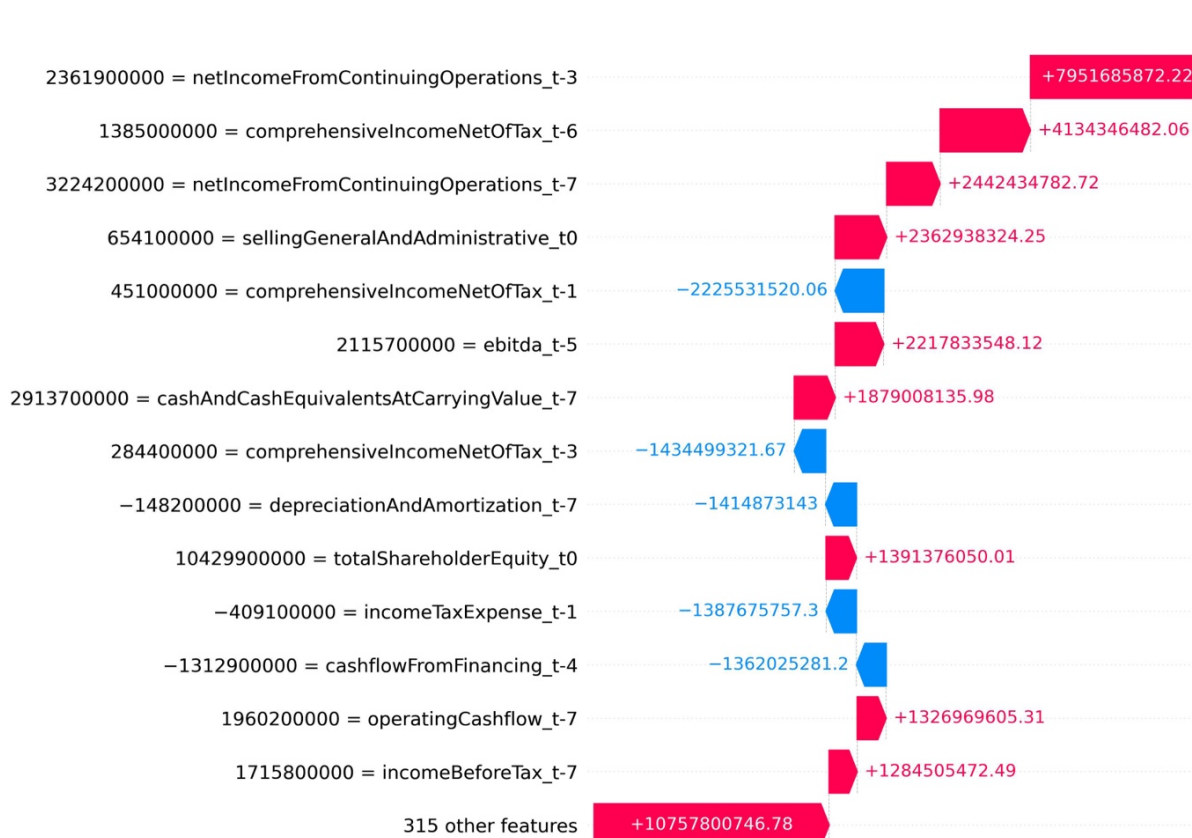 2361900000 = netIncomeFromContinuingOperations_t-3 +7951685872.22
1385000000 = comprehensiveIncomeNetOfTax_t-6 +4134346482.06
3224200000 = netIncomeFromContinuingOperations_t-7 +2442434782.72
654100000 = sellingGeneralAndAdministrative_t0 +2362938324.25
451000000 = comprehensiveIncomeNetOfTax_t-1 −2225531520.06
2115700000 = ebitda_t-5 +2217833548.12
2913700000 = cashAndCashEquivalentsAtCarryingValue_t-7 +1879008135.98
284400000 = comprehensiveIncomeNetOfTax_t-3 −1434499321.67
−148200000 = depreciationAndAmortization_t-7 −1414873143
10429900000 = totalShareholderEquity_t0 +1391376050.01
−409100000 = incomeTaxExpense_t-1 −1387675757.3
−1312900000 = cashflowFromFinancing_t-4 −1362025281.2
1960200000 = operatingCashflow_t-7 +1326969605.31
1715800000 = incomeBeforeTax_t-7 +1284505472.49
315 other features +10757800746.78